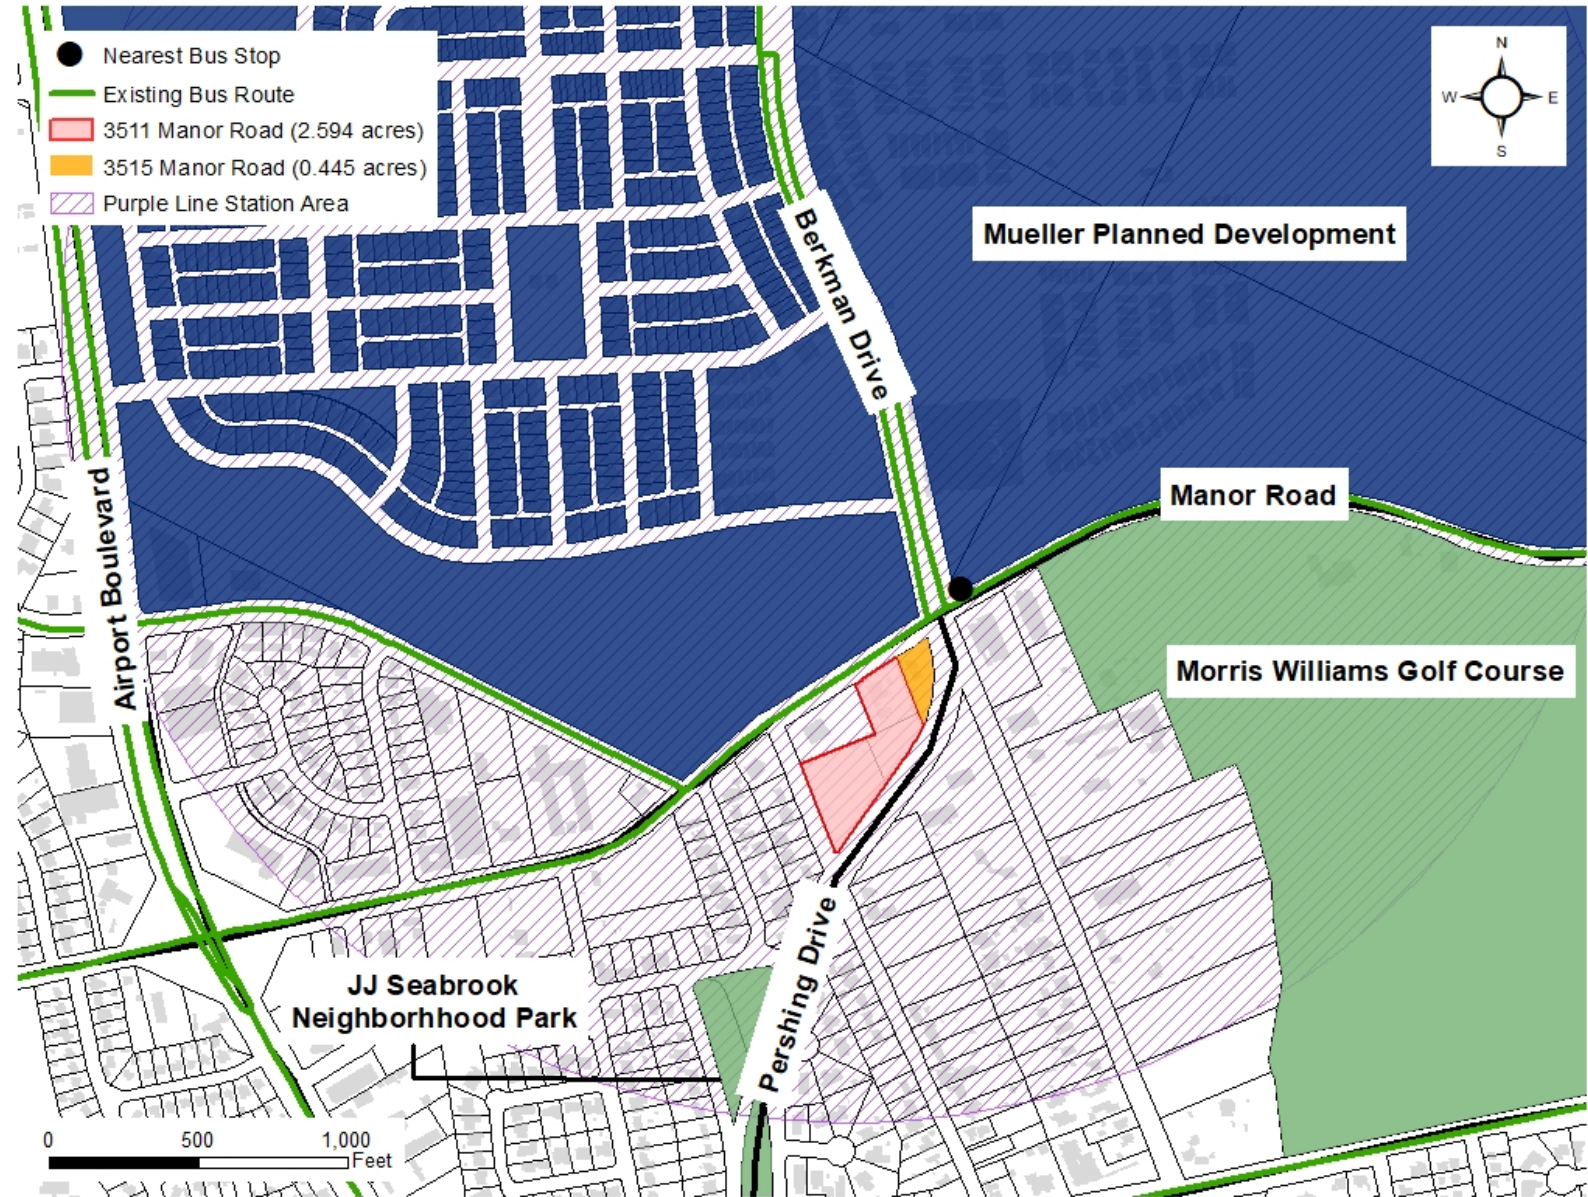 Nearest Bus Stop
Existing Bus Route
3511 Manor Road (2.594 acres)
3515 Manor Road (0.445 acres)
Purple Line Station Area
N
W E
S
Mueller Planned Development
Berkman Drive
Manor Road
Airport Boulevard
Morris Williams Golf Course
JJ Seabrook
Neighborhhood Park
Pershing Drive
0 500 1,000
Feet